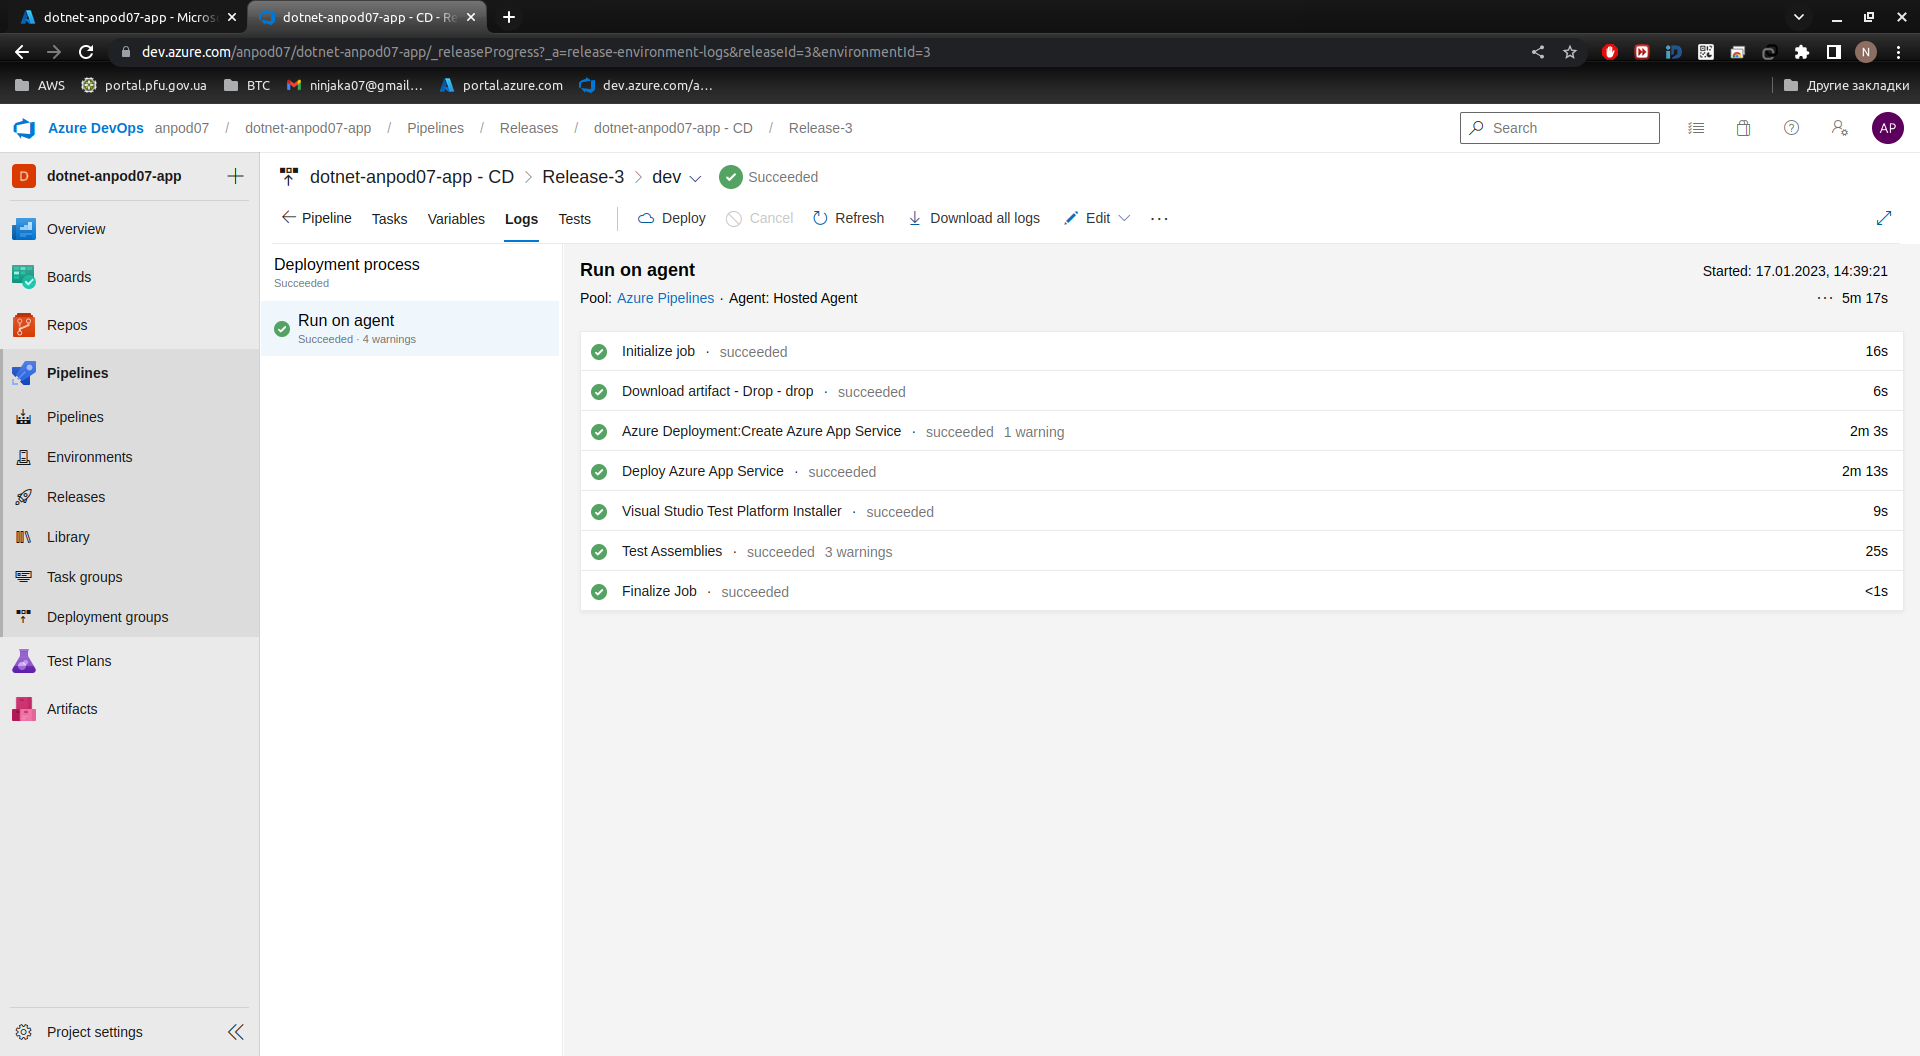 dotnet-anpod07-app - Micros
dotnet-anpod07-app - CD - Re
dev.azure.com/anpod07/dotnet-anpod07-app/_releaseProgress?_a=release-environment-logs&releaseId=3&environmentId=3
N
AWS
portal.pfu.gov.ua
BTC
ninjaka07@gmail...
portal.azure.com
dev.azure.com/a...
Другие закладки
Azure DevOps anpod07 / dotnet-anpod07-app / Pipelines / Releases / dotnet-anpod07-app - CD / Release-3
Search
AP
D dotnet-anpod07-app
Overview
Boards
Repos
Pipelines
Pipelines
Environments
Releases
Library
Task groups
Deployment groups
Test Plans
Artifacts
Project settings
dotnet-anpod07-app - CD > Release-3 > dev Succeeded
Pipeline Tasks Variables Logs Tests Deploy Cancel Refresh Download all logs Edit ...
Deployment process
Succeeded
Run on agent
Succeeded · 4 warnings
Run on agent
Started: 17.01.2023, 14:39:21
Pool: Azure Pipelines · Agent: Hosted Agent
... 5m 17s
Initialize job · succeeded 16s
Download artifact - Drop - drop · succeeded 6s
Azure Deployment:Create Azure App Service · succeeded 1 warning 2m 3s
Deploy Azure App Service · succeeded 2m 13s
Visual Studio Test Platform Installer · succeeded 9s
Test Assemblies · succeeded 3 warnings 25s
Finalize Job · succeeded <1s